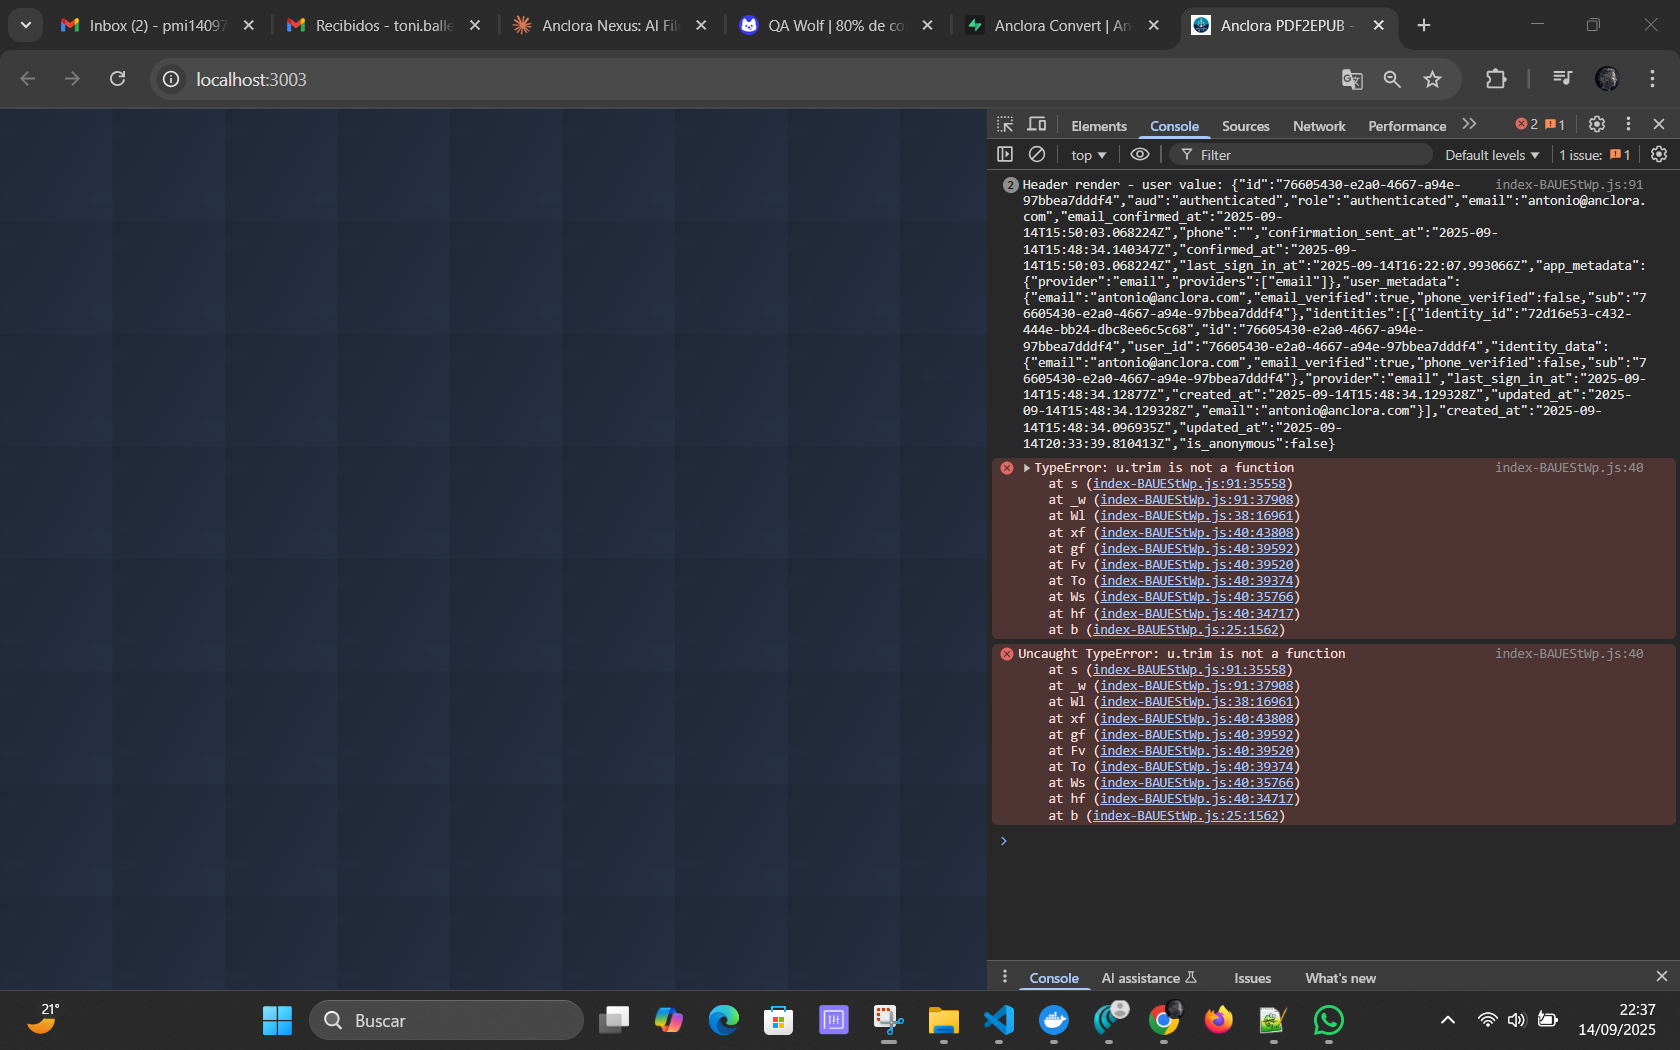 Inbox (2) - pmi14097
Recibidos - toni.balle
Anclora Nexus: AI File
QA Wolf | 80% de co
Anclora Convert | An
Anclora PDF2EPUB -
localhost:3003
Elements
Console
Sources
Network
Performance
2
1
top
Filter
Default levels
1 issue:
1
2
Header render - user value: {"id":"76605430-e2a0-4667-a94e-
index-BAUEStWp.js:91
97bbea7dddf4","aud":"authenticated","role":"authenticated","email":"antonio@anclora.
com","email_confirmed_at":"2025-09-
14T15:50:03.068224Z","phone":"","confirmation_sent_at":"2025-09-
14T15:48:34.140347Z","confirmed_at":"2025-09-
14T15:50:03.068224Z","last_sign_in_at":"2025-09-14T16:22:07.993066Z","app_metadata":
{"provider":"email","providers":["email"]},"user_metadata":
{"email":"antonio@anclora.com","email_verified":true,"phone_verified":false,"sub":"7
6605430-e2a0-4667-a94e-97bbea7dddf4"},"identities":[{"identity_id":"72d16e53-c432-
444e-bb24-dbc8ee6c5c68","id":"76605430-e2a0-4667-a94e-
97bbea7dddf4","user_id":"76605430-e2a0-4667-a94e-97bbea7dddf4","identity_data":
{"email":"antonio@anclora.com","email_verified":true,"phone_verified":false,"sub":"7
6605430-e2a0-4667-a94e-97bbea7dddf4"},"provider":"email","last_sign_in_at":"2025-09-
14T15:48:34.12877Z","created_at":"2025-09-14T15:48:34.129328Z","updated_at":"2025-
09-14T15:48:34.129328Z","email":"antonio@anclora.com"}],"created_at":"2025-09-
14T15:48:34.096935Z","updated_at":"2025-09-
14T20:33:39.810413Z","is_anonymous":false}
TypeError: u.trim is not a function
index-BAUEStWp.js:40
at s (index-BAUEStWp.js:91:35558)
at _w (index-BAUEStWp.js:91:37908)
at Wl (index-BAUEStWp.js:38:16961)
at xf (index-BAUEStWp.js:40:43808)
at gf (index-BAUEStWp.js:40:39592)
at Fv (index-BAUEStWp.js:40:39520)
at To (index-BAUEStWp.js:40:39374)
at Ws (index-BAUEStWp.js:40:35766)
at hf (index-BAUEStWp.js:40:34717)
at b (index-BAUEStWp.js:25:1562)
Uncaught TypeError: u.trim is not a function
index-BAUEStWp.js:40
at s (index-BAUEStWp.js:91:35558)
at _w (index-BAUEStWp.js:91:37908)
at Wl (index-BAUEStWp.js:38:16961)
at xf (index-BAUEStWp.js:40:43808)
at gf (index-BAUEStWp.js:40:39592)
at Fv (index-BAUEStWp.js:40:39520)
at To (index-BAUEStWp.js:40:39374)
at Ws (index-BAUEStWp.js:40:35766)
at hf (index-BAUEStWp.js:40:34717)
at b (index-BAUEStWp.js:25:1562)
Console
AI assistance
Issues
What's new
21°
Buscar
22:37
14/09/2025